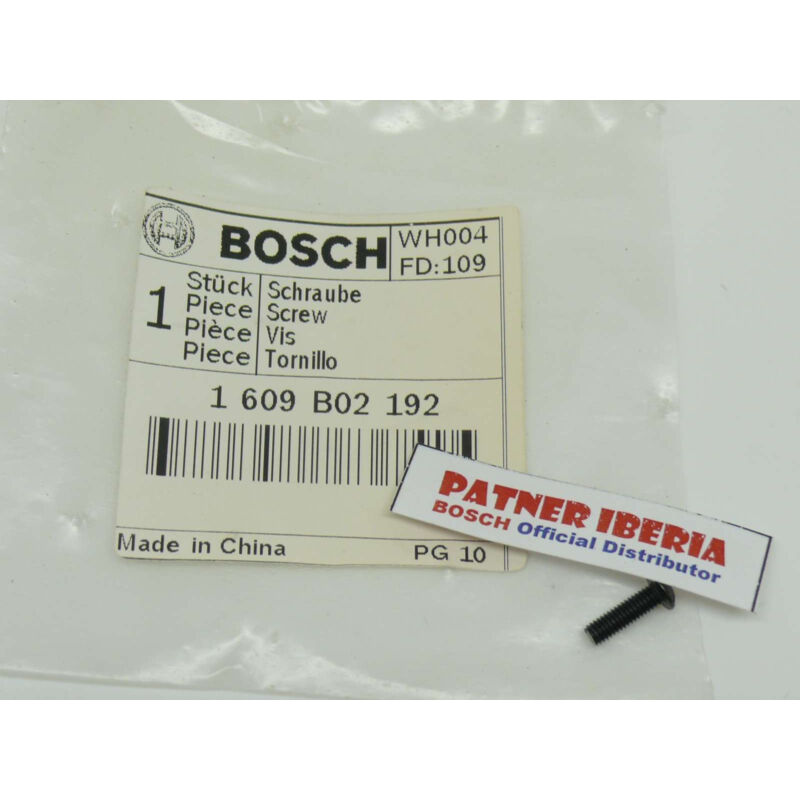 BOSCH
WH004
FD:109
1
Stück
Piece
Pièce
Piece
Schraube
Screw
Vis
Tornillo
1 609 B02 192
Made in China
PG 10
PATNER IBERIA
BOSCH Official Distributor